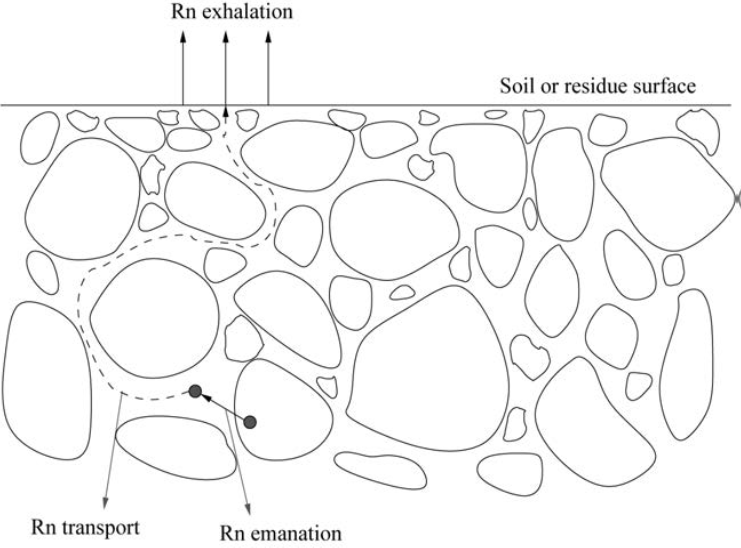 Rn exhalation
Soil or residue surface
Rn transport
Rn emanation